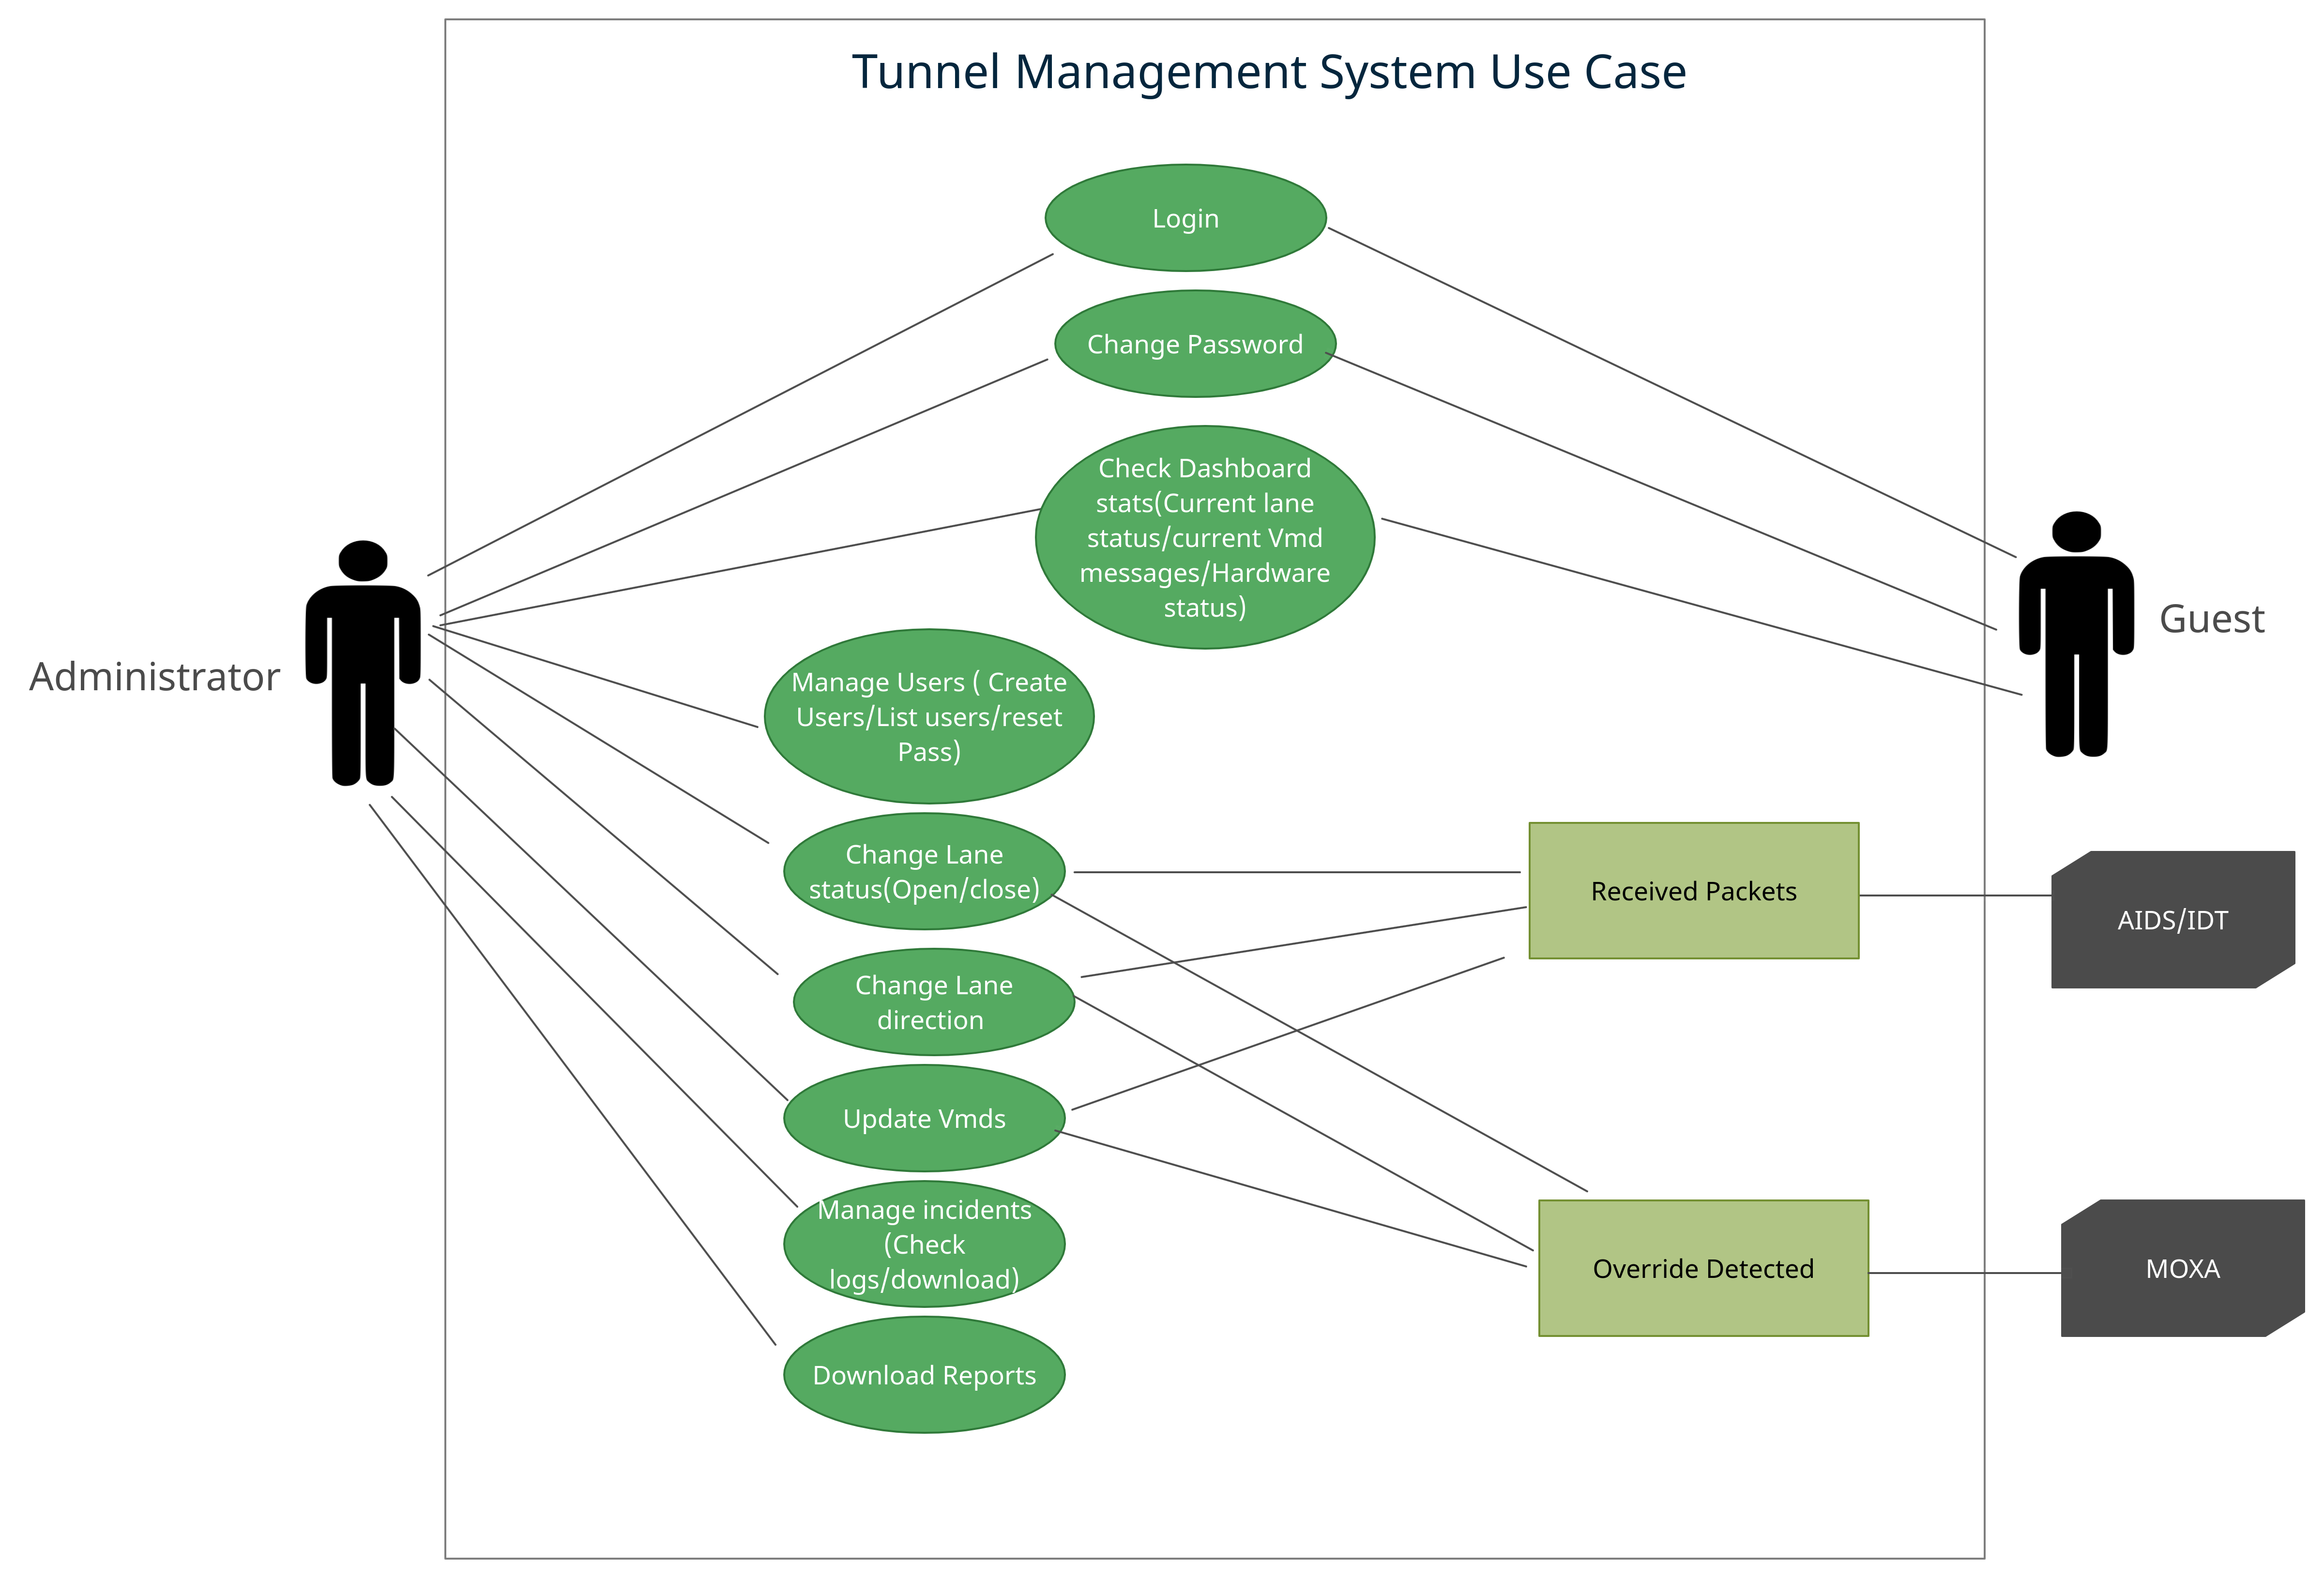 Tunnel Management System Use Case
Login
Change Password
Check Dashboard
stats(Current lane
status/current Vmd
messages/Hardware
status)
Guest
Administrator
Manage Users ( Create
Users/List users/reset
Pass)
Change Lane
status(Open/close)
Received Packets
AIDS/IDT
Change Lane
direction
Update Vmds
Manage incidents
(Check
logs/download)
Override Detected
MOXA
Download Reports